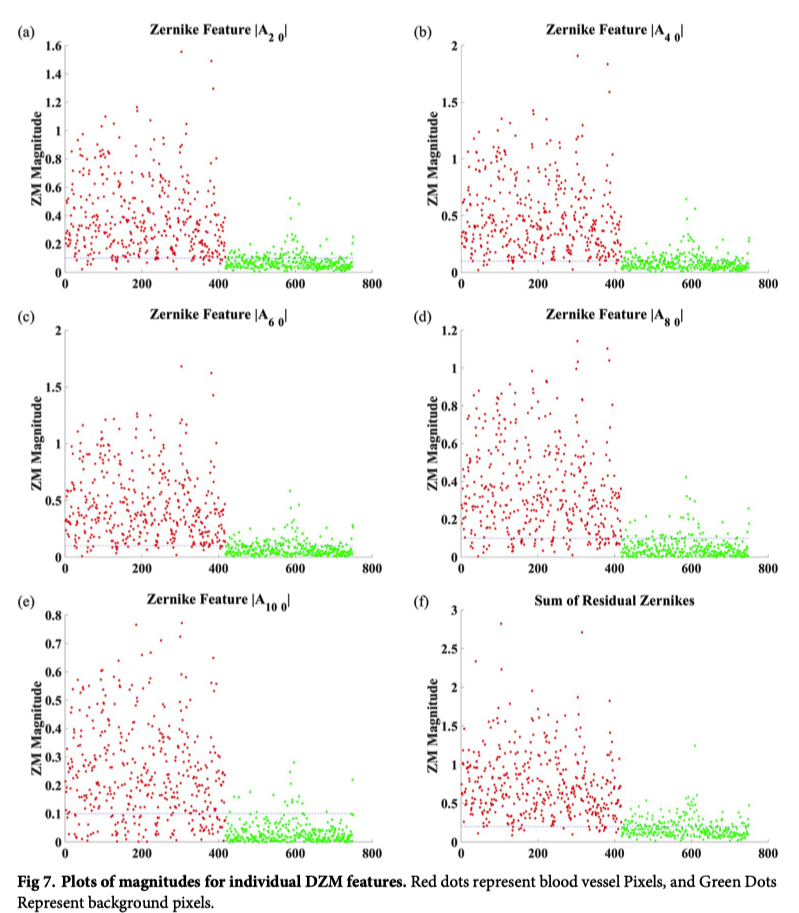 (a) Zernike Feature |A2 0|
ZM Magnitude
1.6
1.4
1.2
1
0.8
0.6
0.4
0.2
0
0 200 400 600 800
(b) Zernike Feature |A4 0|
ZM Magnitude
2
1.5
1
0.5
0
0 200 400 600 800
(c) Zernike Feature |A6 0|
ZM Magnitude
2
1.5
1
0.5
0
0 200 400 600 800
(d) Zernike Feature |A8 0|
ZM Magnitude
1.2
1
0.8
0.6
0.4
0.2
0
0 200 400 600 800
(e) Zernike Feature |A10 0|
ZM Magnitude
0.8
0.7
0.6
0.5
0.4
0.3
0.2
0.1
0
0 200 400 600 800
(f) Sum of Residual Zernikes
ZM Magnitude
3
2.5
2
1.5
1
0.5
0
0 200 400 600 800
Fig 7. Plots of magnitudes for individual DZM features. Red dots represent blood vessel Pixels, and Green Dots
Represent background pixels.